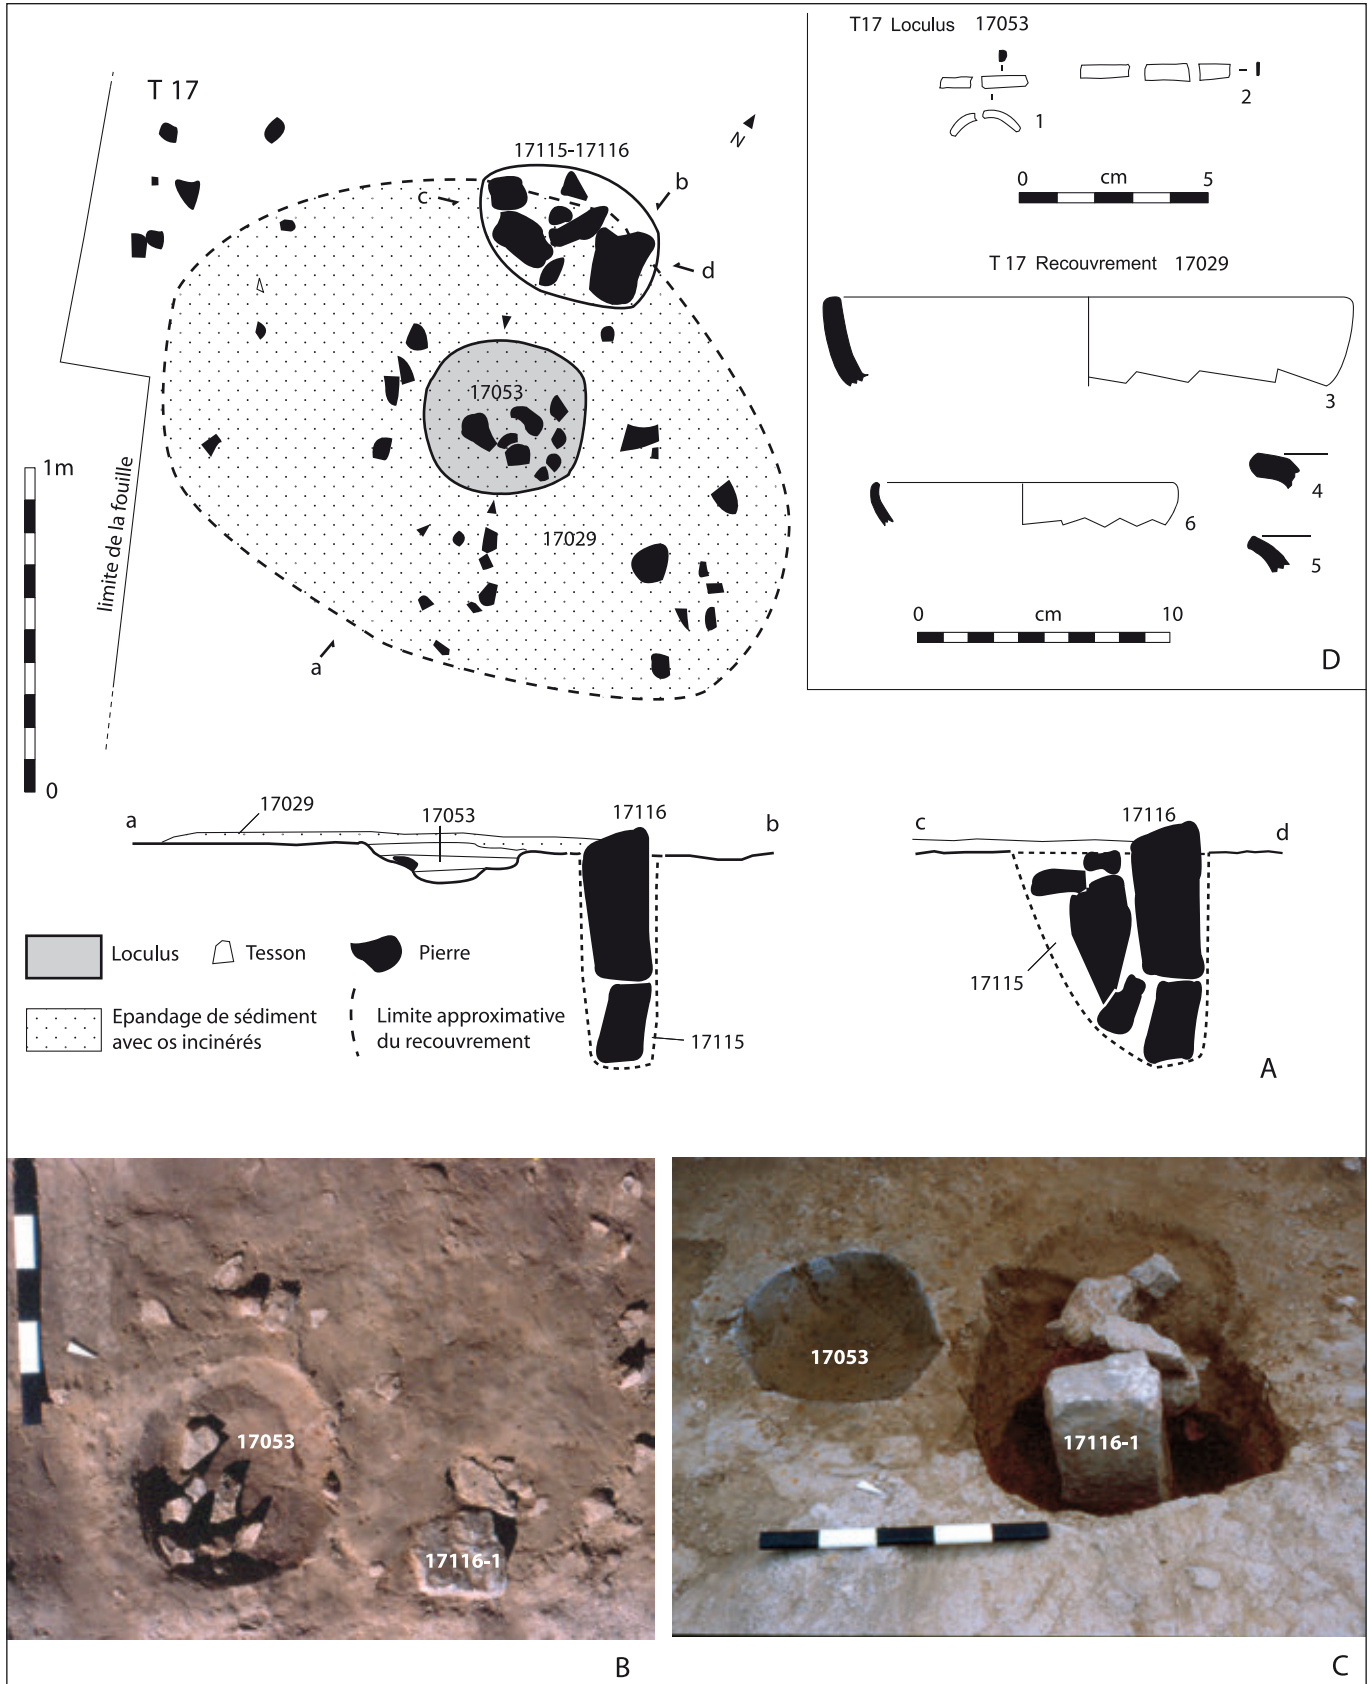 T 17
17115-17116
N
b
c
d
17053
17029
a
1m
0
limite de la fouille
T17 Loculus 17053
1
2
0 cm 5
T 17 Recouvrement 17029
3
4
5
6
0 cm 10
D
a
17029
17053
17116
b
17115
c
17116
d
17115
Loculus
Tesson
Pierre
Epandage de sédiment
avec os incinérés
Limite approximative
du recouvrement
A
17053
17116-1
B
17053
17116-1
C